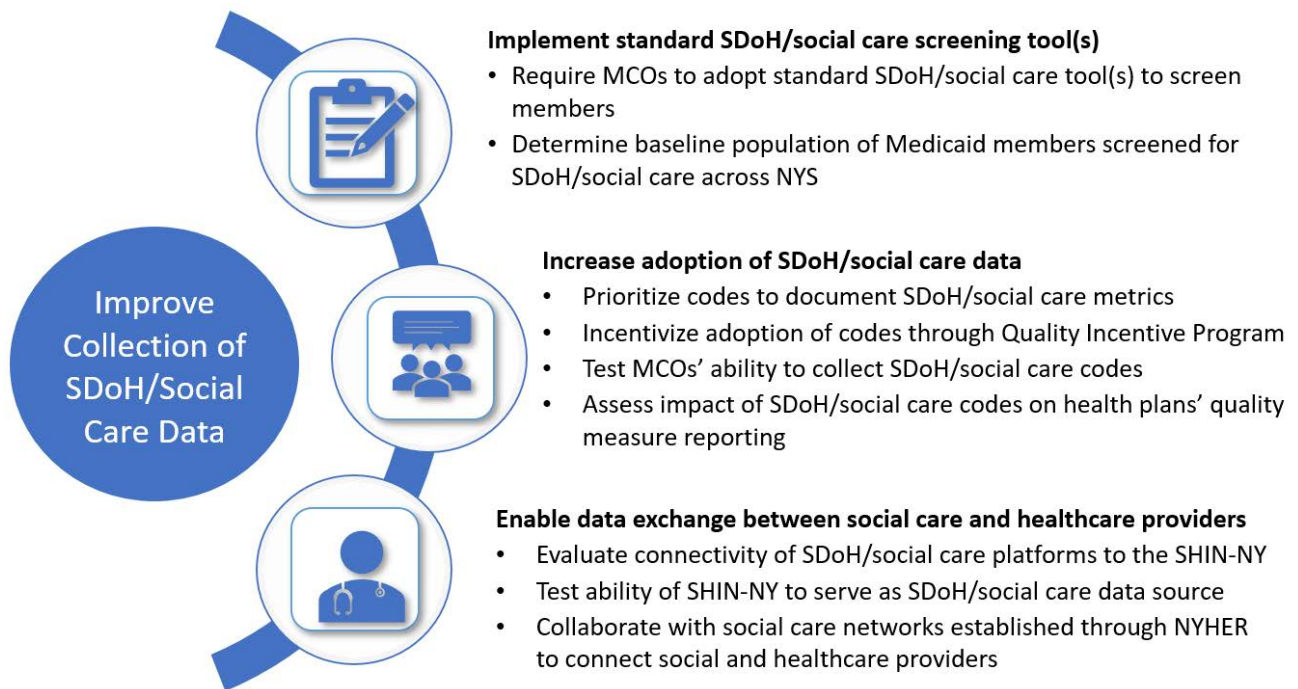 Improve
Collection of
SDoH/Social
Care Data
Implement standard SDoH/social care screening tool(s)
• Require MCOs to adopt standard SDoH/social care tool(s) to screen
members
• Determine baseline population of Medicaid members screened for
SDoH/social care across NYS
Increase adoption of SDoH/social care data
• Prioritize codes to document SDoH/social care metrics
• Incentivize adoption of codes through Quality Incentive Program
• Test MCOs’ ability to collect SDoH/social care codes
• Assess impact of SDoH/social care codes on health plans’ quality
measure reporting
Enable data exchange between social care and healthcare providers
• Evaluate connectivity of SDoH/social care platforms to the SHIN-NY
• Test ability of SHIN-NY to serve as SDoH/social care data source
• Collaborate with social care networks established through NYHER
to connect social and healthcare providers